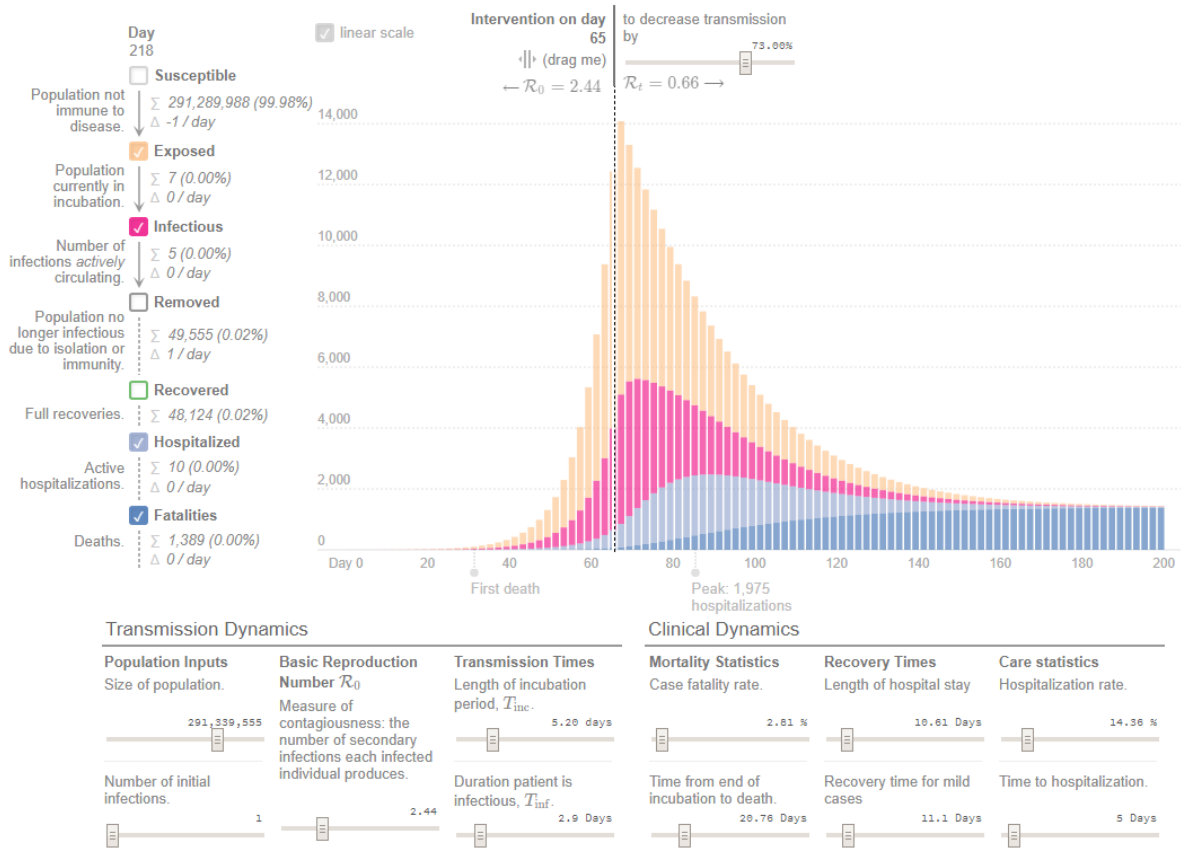 Day
218
Susceptible
Population not
immune to
disease.
Σ 291,289,988 (99.98%)
Δ -1 / day
Exposed
Population
currently in
incubation.
Σ 7 (0.00%)
Δ 0 / day
Infectious
Number of
infections actively
circulating.
Σ 5 (0.00%)
Δ 0 / day
Removed
Population no
longer infectious
due to isolation or
immunity.
Σ 49,555 (0.02%)
Δ 1 / day
Recovered
Full recoveries.
Σ 48,124 (0.02%)
Hospitalized
Active
hospitalizations.
Σ 10 (0.00%)
Δ 0 / day
Fatalities
Deaths.
Σ 1,389 (0.00%)
Δ 0 / day
linear scale
Intervention on day
65
(drag me)
← R₀ = 2.44
to decrease transmission
by
73.00%
Rₜ = 0.66 →
14,000
12,000
10,000
8,000
6,000
4,000
2,000
0
Day 0 20 40 60 80 100 120 140 160 180 200
First death
Peak: 1,975
hospitalizations
Transmission Dynamics
Population Inputs
Size of population.
291,339,555
Number of initial
infections.
1
Basic Reproduction
Number R₀
Measure of
contagiousness: the
number of secondary
infections each infected
individual produces.
2.44
Transmission Times
Length of incubation
period, T_inc.
5.20 days
Duration patient is
infectious, T_inf.
2.9 Days
Clinical Dynamics
Mortality Statistics
Case fatality rate.
2.81 %
Time from end of
incubation to death.
20.76 Days
Recovery Times
Length of hospital stay
10.61 Days
Recovery time for mild
cases
11.1 Days
Care statistics
Hospitalization rate.
14.36 %
Time to hospitalization.
5 Days